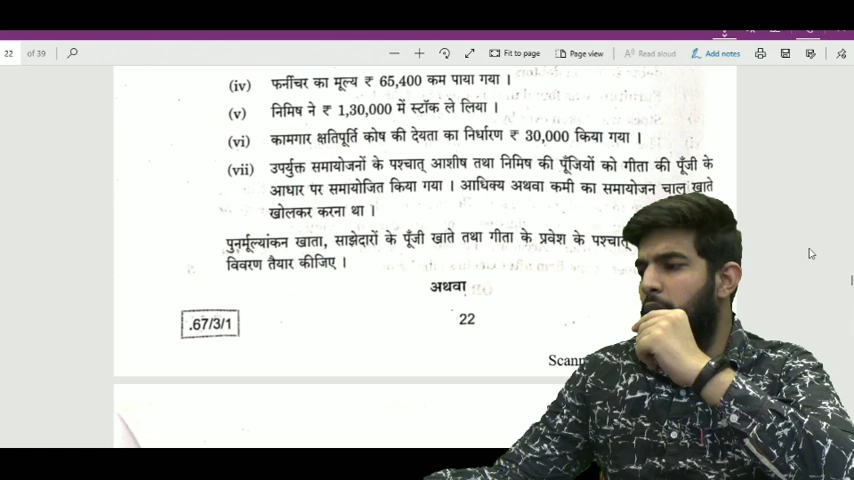 22 of 39
Fit to page
Page view
Read aloud
Add notes
(iv) फर्नीचर का मूल्य ₹ 65,400 कम पाया गया ।
(v) निमिष ने ₹ 1,30,000 में स्टॉक ले लिया ।
(vi) कामगार क्षतिपूर्ति कोष की देयता का निर्धारण ₹ 30,000 किया गया ।
(vii) उपर्युक्त समायोजनों के पश्चात् आशीष तथा निमिष की पूँजियों को गीता की पूँजी के
आधार पर समायोजित किया गया । आधिक्य अथवा कमी का समायोजन चालू खाते
खोलकर करना था ।
पुनर्मूल्यांकन खाता, साझेदारों के पूँजी खाते तथा गीता के प्रवेश के पश्चात्
विवरण तैयार कीजिए ।
अथवा
.67/3/1
22